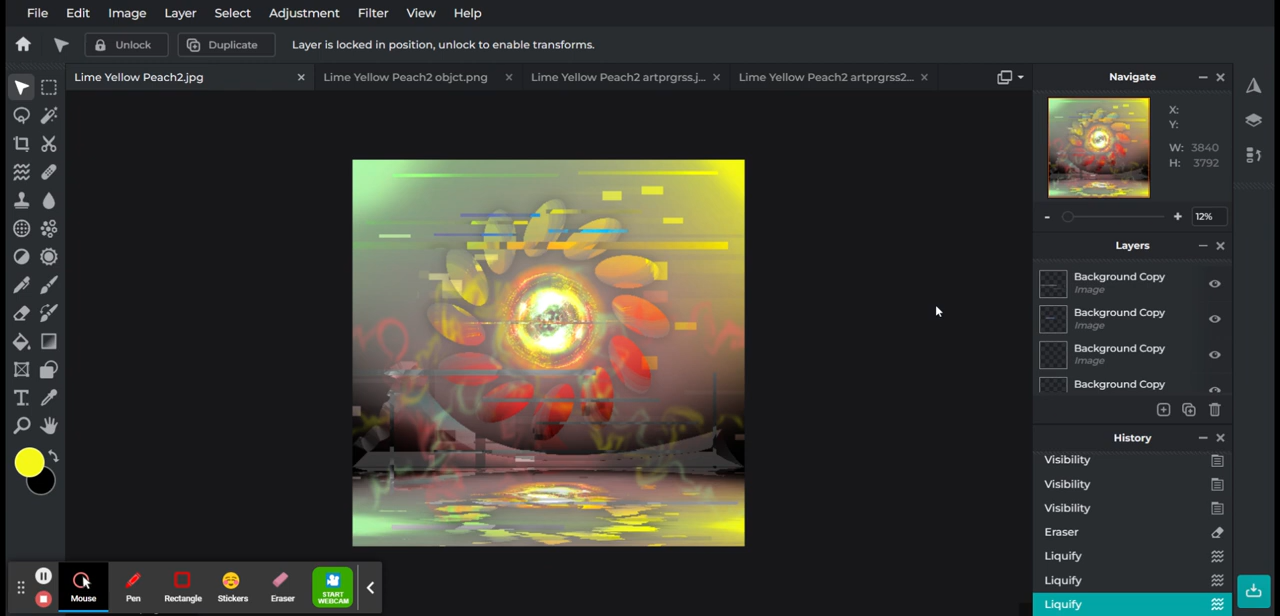 File Edit Image Layer Select Adjustment Filter View Help
Unlock Duplicate Layer is locked in position, unlock to enable transforms.
Lime Yellow Peach2.jpg Lime Yellow Peach2 objct.png Lime Yellow Peach2 artprgrss.j... Lime Yellow Peach2 artprgrss2...
Navigate
X:
Y:
W: 3840
H: 3792
- + 12%
Layers
Background Copy
Image
Background Copy
Image
Background Copy
Image
Background Copy
History
Visibility
Visibility
Visibility
Eraser
Liquify
Liquify
Liquify
Mouse Pen Rectangle Stickers Eraser START WEBCAM